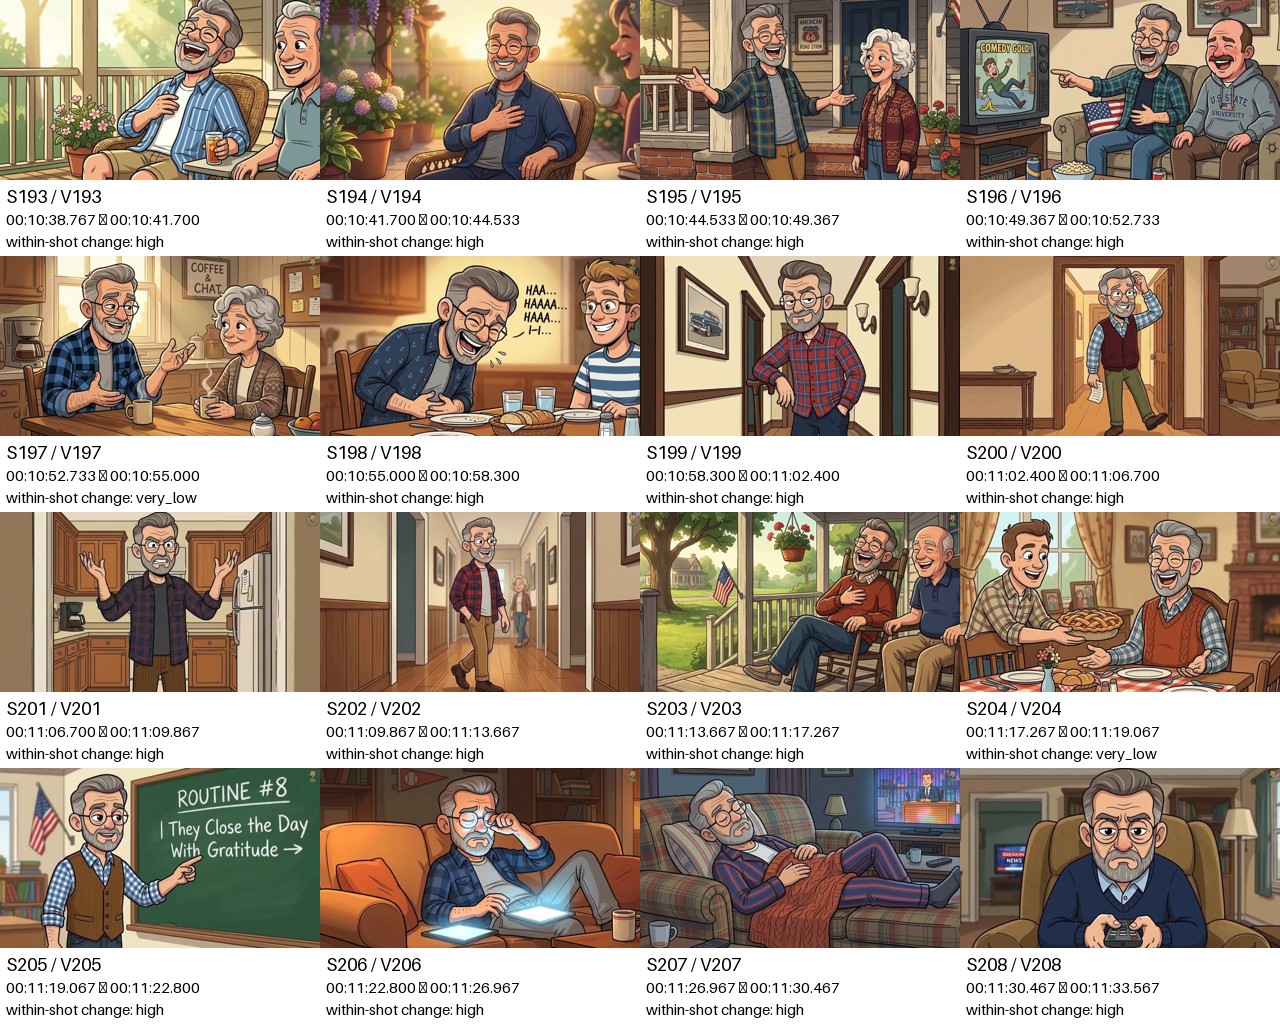 AMERICAN
66
ROAD STASH
COMEDY GOLD!
U.S. STATE
UNIVERSITY
S193 / V193
00:10:38.767 00:10:41.700
within-shot change: high
S194 / V194
00:10:41.700 00:10:44.533
within-shot change: high
S195 / V195
00:10:44.533 00:10:49.367
within-shot change: high
S196 / V196
00:10:49.367 00:10:52.733
within-shot change: high
COFFEE
&
CHAT
HAA...
HAAAA...
HAAA...
I-I...
S197 / V197
00:10:52.733 00:10:55.000
within-shot change: very_low
S198 / V198
00:10:55.000 00:10:58.300
within-shot change: high
S199 / V199
00:10:58.300 00:11:02.400
within-shot change: high
S200 / V200
00:11:02.400 00:11:06.700
within-shot change: high
S201 / V201
00:11:06.700 00:11:09.867
within-shot change: high
S202 / V202
00:11:09.867 00:11:13.667
within-shot change: high
S203 / V203
00:11:13.667 00:11:17.267
within-shot change: high
S204 / V204
00:11:17.267 00:11:19.067
within-shot change: very_low
ROUTINE #8
| They Close the Day
With Gratitude →
BREAKING
NEWS
S205 / V205
00:11:19.067 00:11:22.800
within-shot change: high
S206 / V206
00:11:22.800 00:11:26.967
within-shot change: high
S207 / V207
00:11:26.967 00:11:30.467
within-shot change: high
S208 / V208
00:11:30.467 00:11:33.567
within-shot change: high